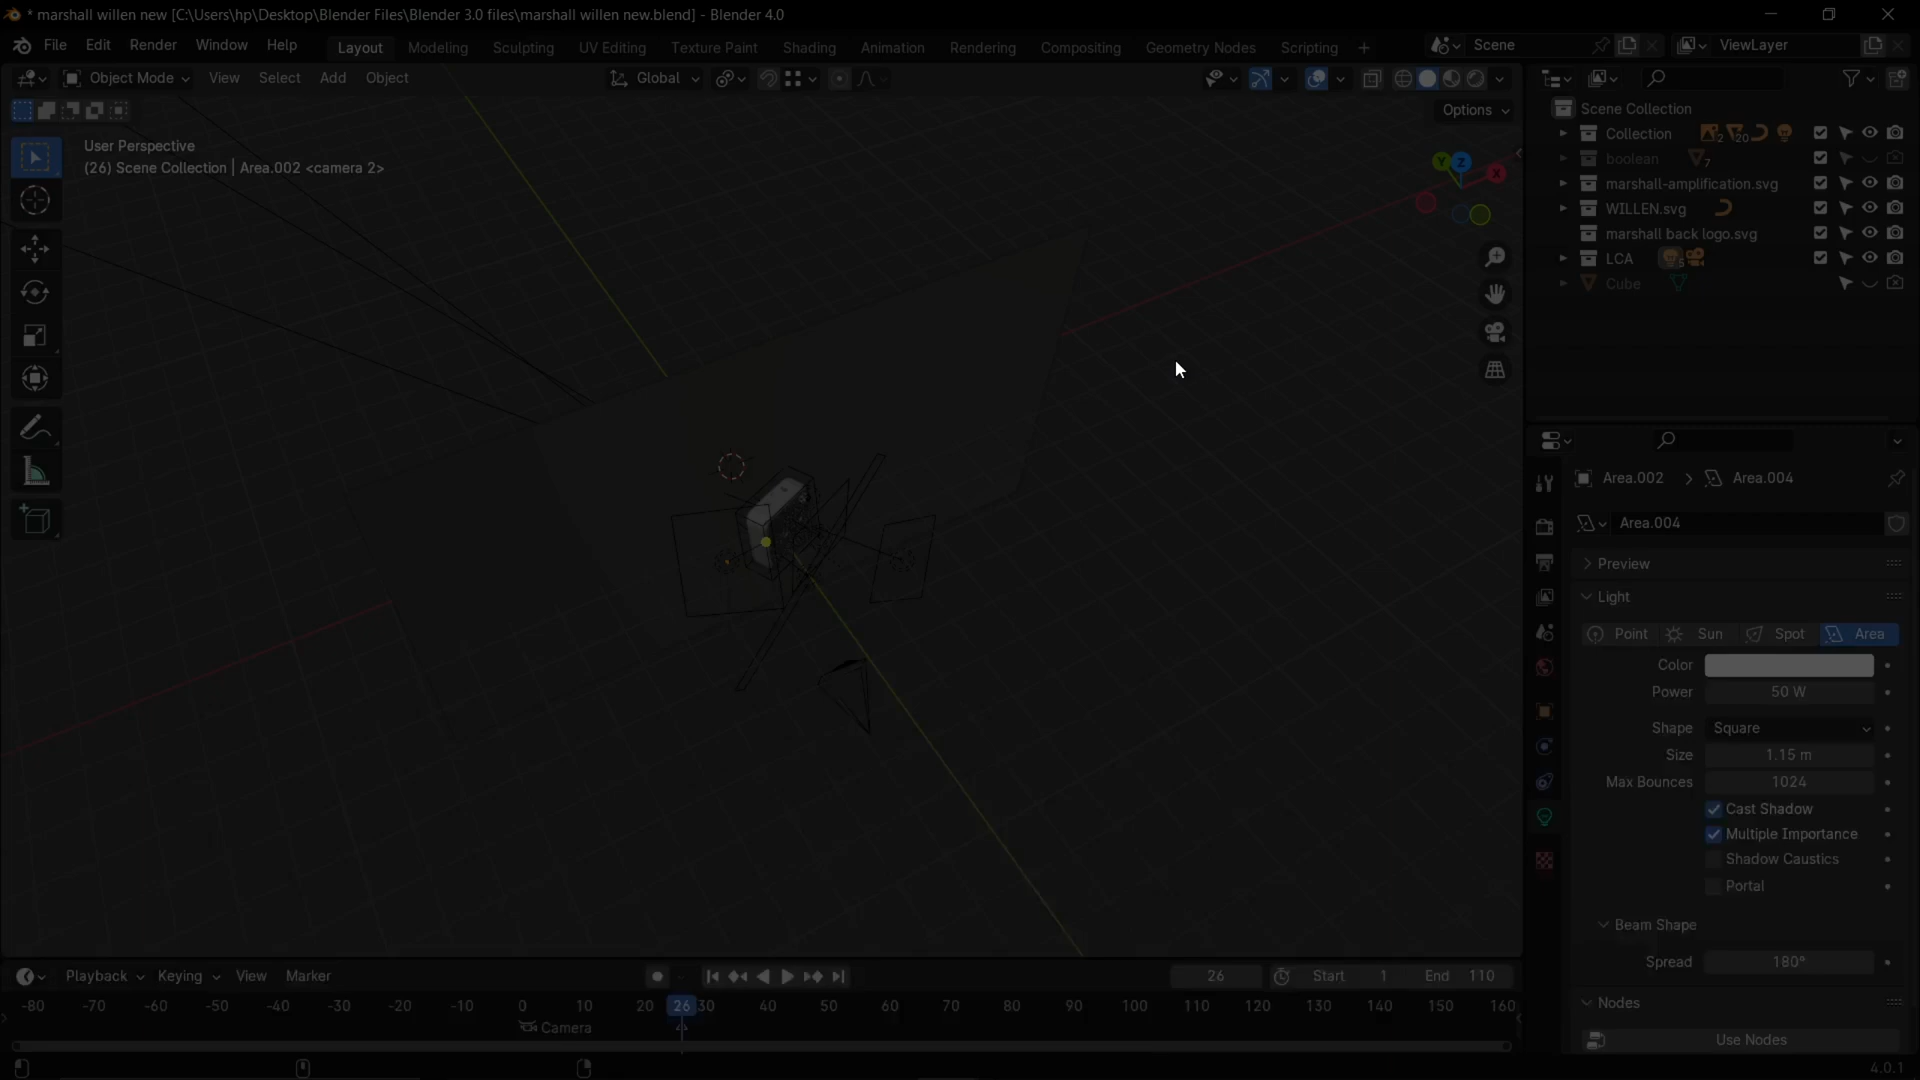 * marshall willen new [C:\Users\hp\Desktop\Blender Files\Blender 3.0 files\marshall willen new.blend] - Blender 4.0
File Edit Render Window Help
Layout Modeling Sculpting UV Editing Texture Paint Shading Animation Rendering Compositing Geometry Nodes Scripting +
Scene
ViewLayer
Object Mode View Select Add Object
Global
Options
User Perspective
(26) Scene Collection | Area.002 <camera 2>
Y Z X
Scene Collection
Collection 2 20
boolean 7
marshall-amplification.svg
WILLEN.svg
marshall back logo.svg
LCA 5
Cube
Area.002 > Area.004
Area.004
Preview
Light
Point Sun Spot Area
Color
Power 50 W
Shape Square
Size 1.15 m
Max Bounces 1024
Cast Shadow
Multiple Importance
Shadow Caustics
Portal
Beam Shape
Spread 180°
Nodes
Use Nodes
Playback Keying View Marker
26 Start 1 End 110
-80 -70 -60 -50 -40 -30 -20 -10 0 10 20 26 30 40 50 60 70 80 90 100 110 120 130 140 150 160
Camera
4.0.1